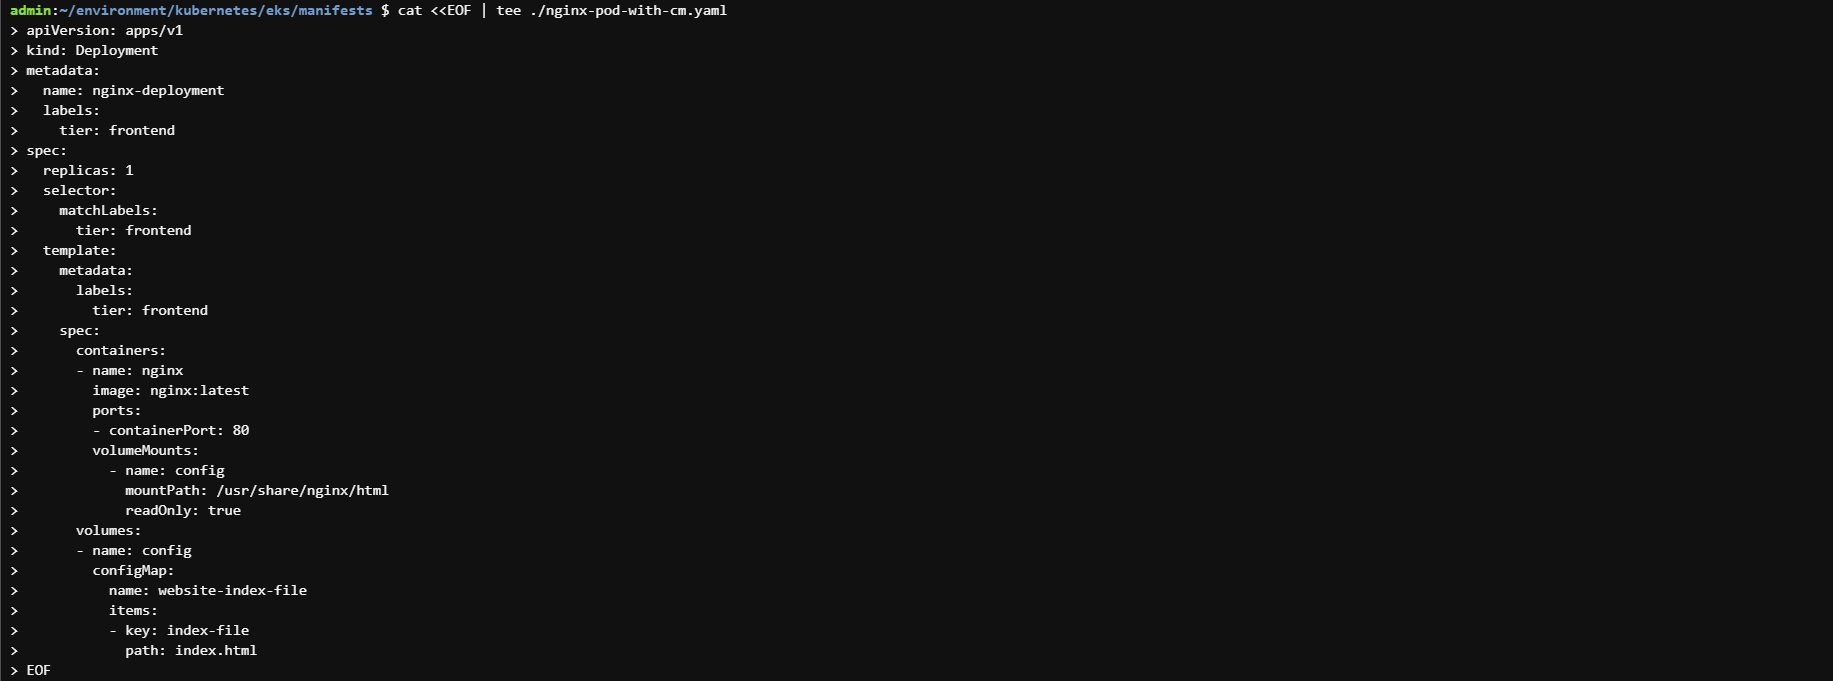 admin:~/environment/kubernetes/eks/manifests $ cat <<EOF | tee ./nginx-pod-with-cm.yaml
> apiVersion: apps/v1
> kind: Deployment
> metadata:
>   name: nginx-deployment
>   labels:
>     tier: frontend
> spec:
>   replicas: 1
>   selector:
>     matchLabels:
>       tier: frontend
>   template:
>     metadata:
>       labels:
>         tier: frontend
>     spec:
>       containers:
>       - name: nginx
>         image: nginx:latest
>         ports:
>         - containerPort: 80
>         volumeMounts:
>           - name: config
>             mountPath: /usr/share/nginx/html
>             readOnly: true
>       volumes:
>       - name: config
>         configMap:
>           name: website-index-file
>           items:
>           - key: index-file
>             path: index.html
> EOF